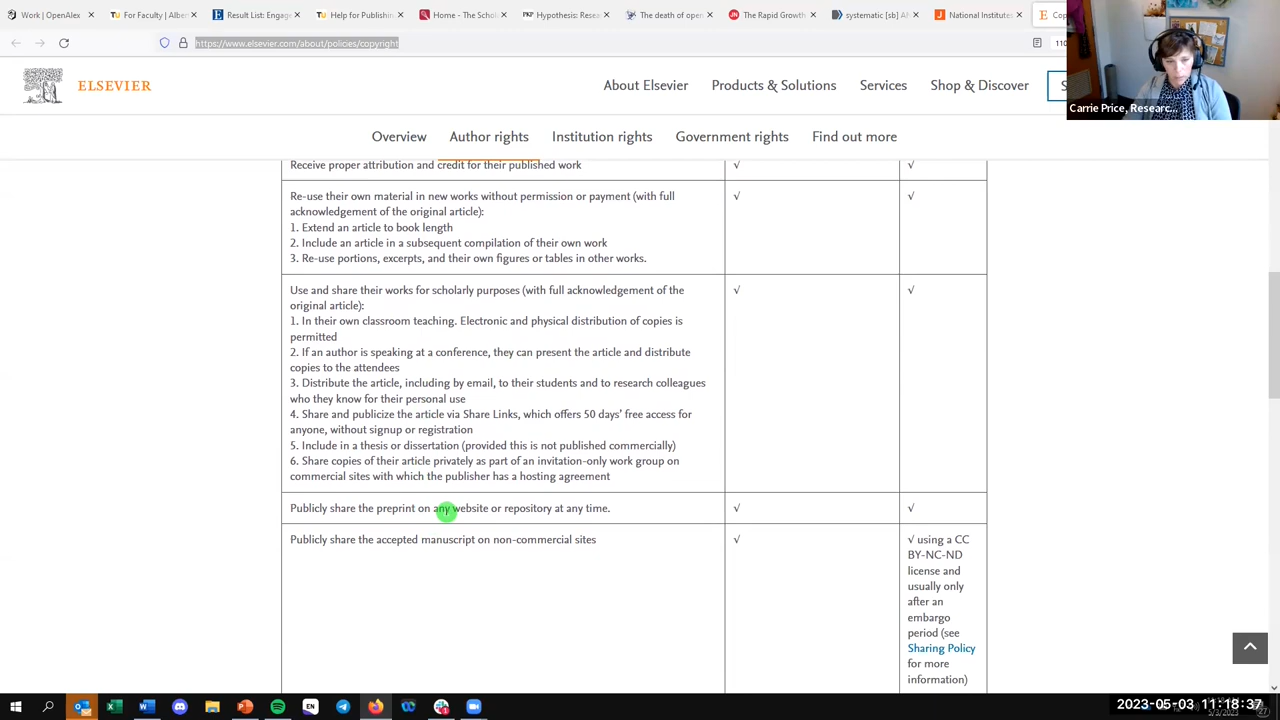 Work | OpenAlex
For Faculty | Albert
Result List: Engage
Help for Publishin
Home - The Schol
Hypothesis: Resea
The death of open
The Rapid Growth
systematic [sb] AN
National Institutes
https://www.elsevier.com/about/policies/copyright
ELSEVIER
About Elsevier
Products & Solutions
Services
Shop & Discover
Carrie Price, Researc...
Overview
Author rights
Institution rights
Government rights
Find out more
Receive proper attribution and credit for their published work
√
√
Re-use their own material in new works without permission or payment (with full
acknowledgement of the original article):
1. Extend an article to book length
2. Include an article in a subsequent compilation of their own work
3. Re-use portions, excerpts, and their own figures or tables in other works.
√
√
Use and share their works for scholarly purposes (with full acknowledgement of the
original article):
1. In their own classroom teaching. Electronic and physical distribution of copies is
permitted
2. If an author is speaking at a conference, they can present the article and distribute
copies to the attendees
3. Distribute the article, including by email, to their students and to research colleagues
who they know for their personal use
4. Share and publicize the article via Share Links, which offers 50 days' free access for
anyone, without signup or registration
5. Include in a thesis or dissertation (provided this is not published commercially)
6. Share copies of their article privately as part of an invitation-only work group on
commercial sites with which the publisher has a hosting agreement
√
√
Publicly share the preprint on any website or repository at any time.
√
√
Publicly share the accepted manuscript on non-commercial sites
√
√ using a CC
BY-NC-ND
license and
usually only
after an
embargo
period (see
Sharing Policy
for more
information)
2023-05-03 11:18:37